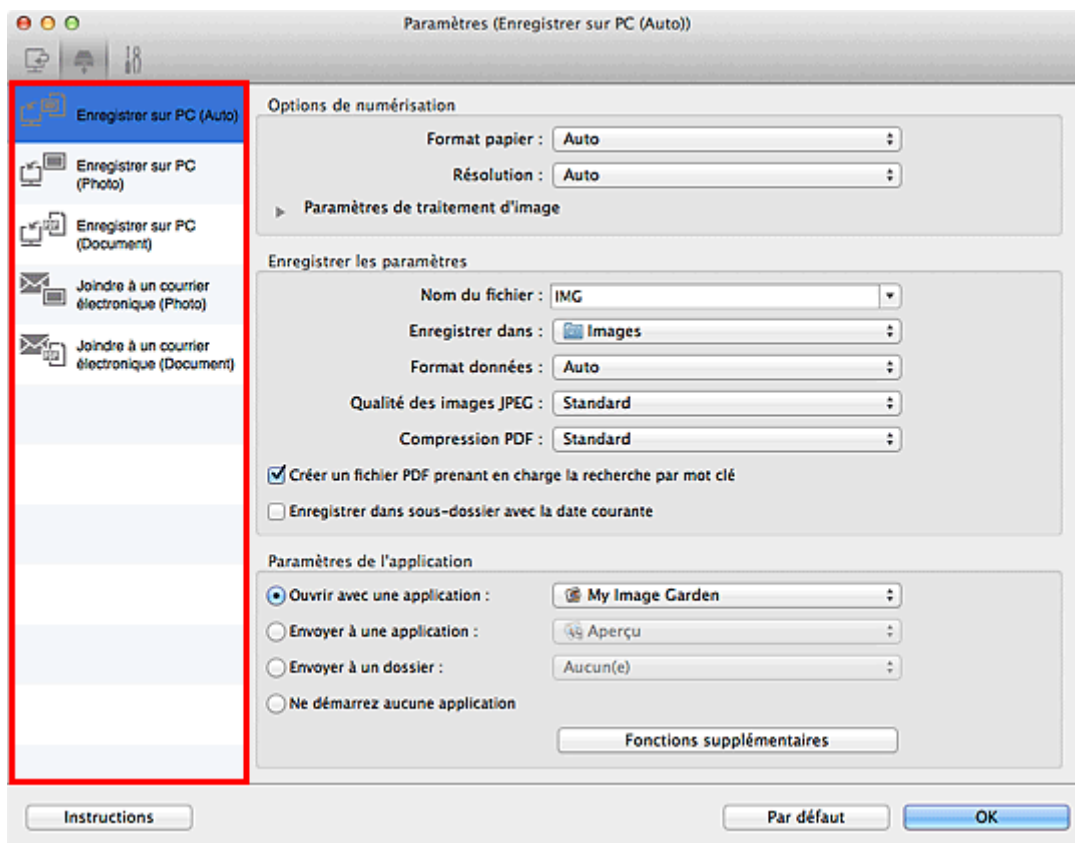 Paramètres (Enregistrer sur PC (Auto))
Enregistrer sur PC (Auto)
Enregistrer sur PC
(Photo)
Enregistrer sur PC
(Document)
Joindre à un courrier
électronique (Photo)
Joindre à un courrier
électronique (Document)
Options de numérisation
Format papier : Auto
Résolution : Auto
Paramètres de traitement d'image
Enregistrer les paramètres
Nom du fichier : IMG
Enregistrer dans : Images
Format données : Auto
Qualité des images JPEG : Standard
Compression PDF : Standard
Créer un fichier PDF prenant en charge la recherche par mot clé
Enregistrer dans sous-dossier avec la date courante
Paramètres de l'application
Ouvrir avec une application : My Image Garden
Envoyer à une application : Aperçu
Envoyer à un dossier : Aucun(e)
Ne démarrez aucune application
Fonctions supplémentaires
Instructions
Par défaut
OK